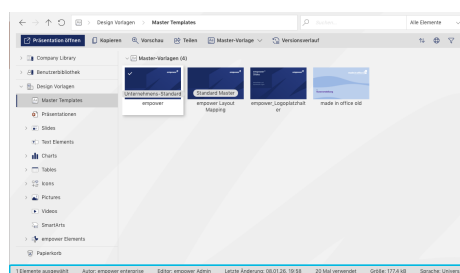 Design Vorlagen > Master Templates
Alle Elemente
Präsentation öffnen Kopieren Vorschau Teilen Master-Vorlage Versionsverlauf
Company Library
Benutzerbibliothek
Design Vorlagen
Master Templates
Präsentationen
Slides
Text Elements
Charts
Tables
Icons
Pictures
Videos
SmartArts
empower Elements
Papierkorb
Master-Vorlagen (4)
Unternehmens-Standard
empower
Standard Master
empower Layout
Mapping
empower_Logoplatzhalt
er
made in office old
1 Elemente ausgewählt Autor: empower enterprise Editor: empower Admin Letzte Änderung: 08.01.26, 19:58 20 Mal verwendet Größe: 177.4 kB Sprache: Univers